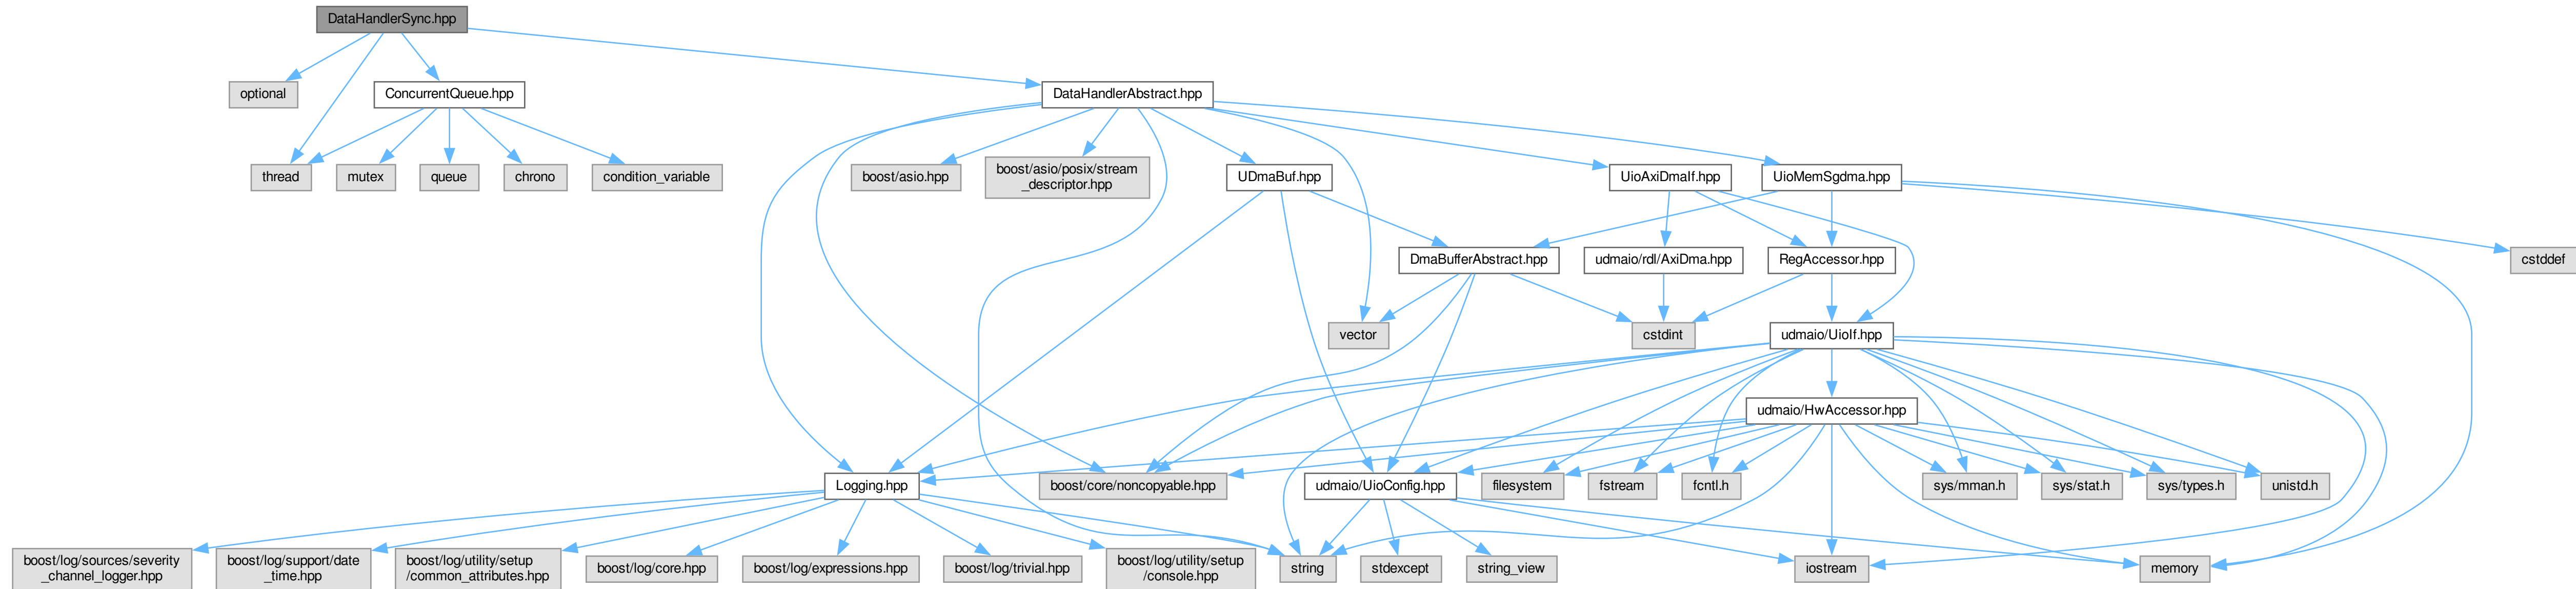 DataHandlerSync.hpp
optional
ConcurrentQueue.hpp
DataHandlerAbstract.hpp
thread
mutex
queue
chrono
condition_variable
boost/asio.hpp
boost/asio/posix/stream
_descriptor.hpp
UDmaBuf.hpp
UioAxiDmaIf.hpp
UioMemSgdma.hpp
DmaBufferAbstract.hpp
udmaio/rdl/AxiDma.hpp
RegAccessor.hpp
cstddef
vector
cstdint
udmaio/UioIf.hpp
udmaio/HwAccessor.hpp
Logging.hpp
boost/core/noncopyable.hpp
udmaio/UioConfig.hpp
filesystem
fstream
fcntl.h
sys/mman.h
sys/stat.h
sys/types.h
unistd.h
boost/log/sources/severity
_channel_logger.hpp
boost/log/support/date
_time.hpp
boost/log/utility/setup
/common_attributes.hpp
boost/log/core.hpp
boost/log/expressions.hpp
boost/log/trivial.hpp
boost/log/utility/setup
/console.hpp
string
stdexcept
string_view
iostream
memory